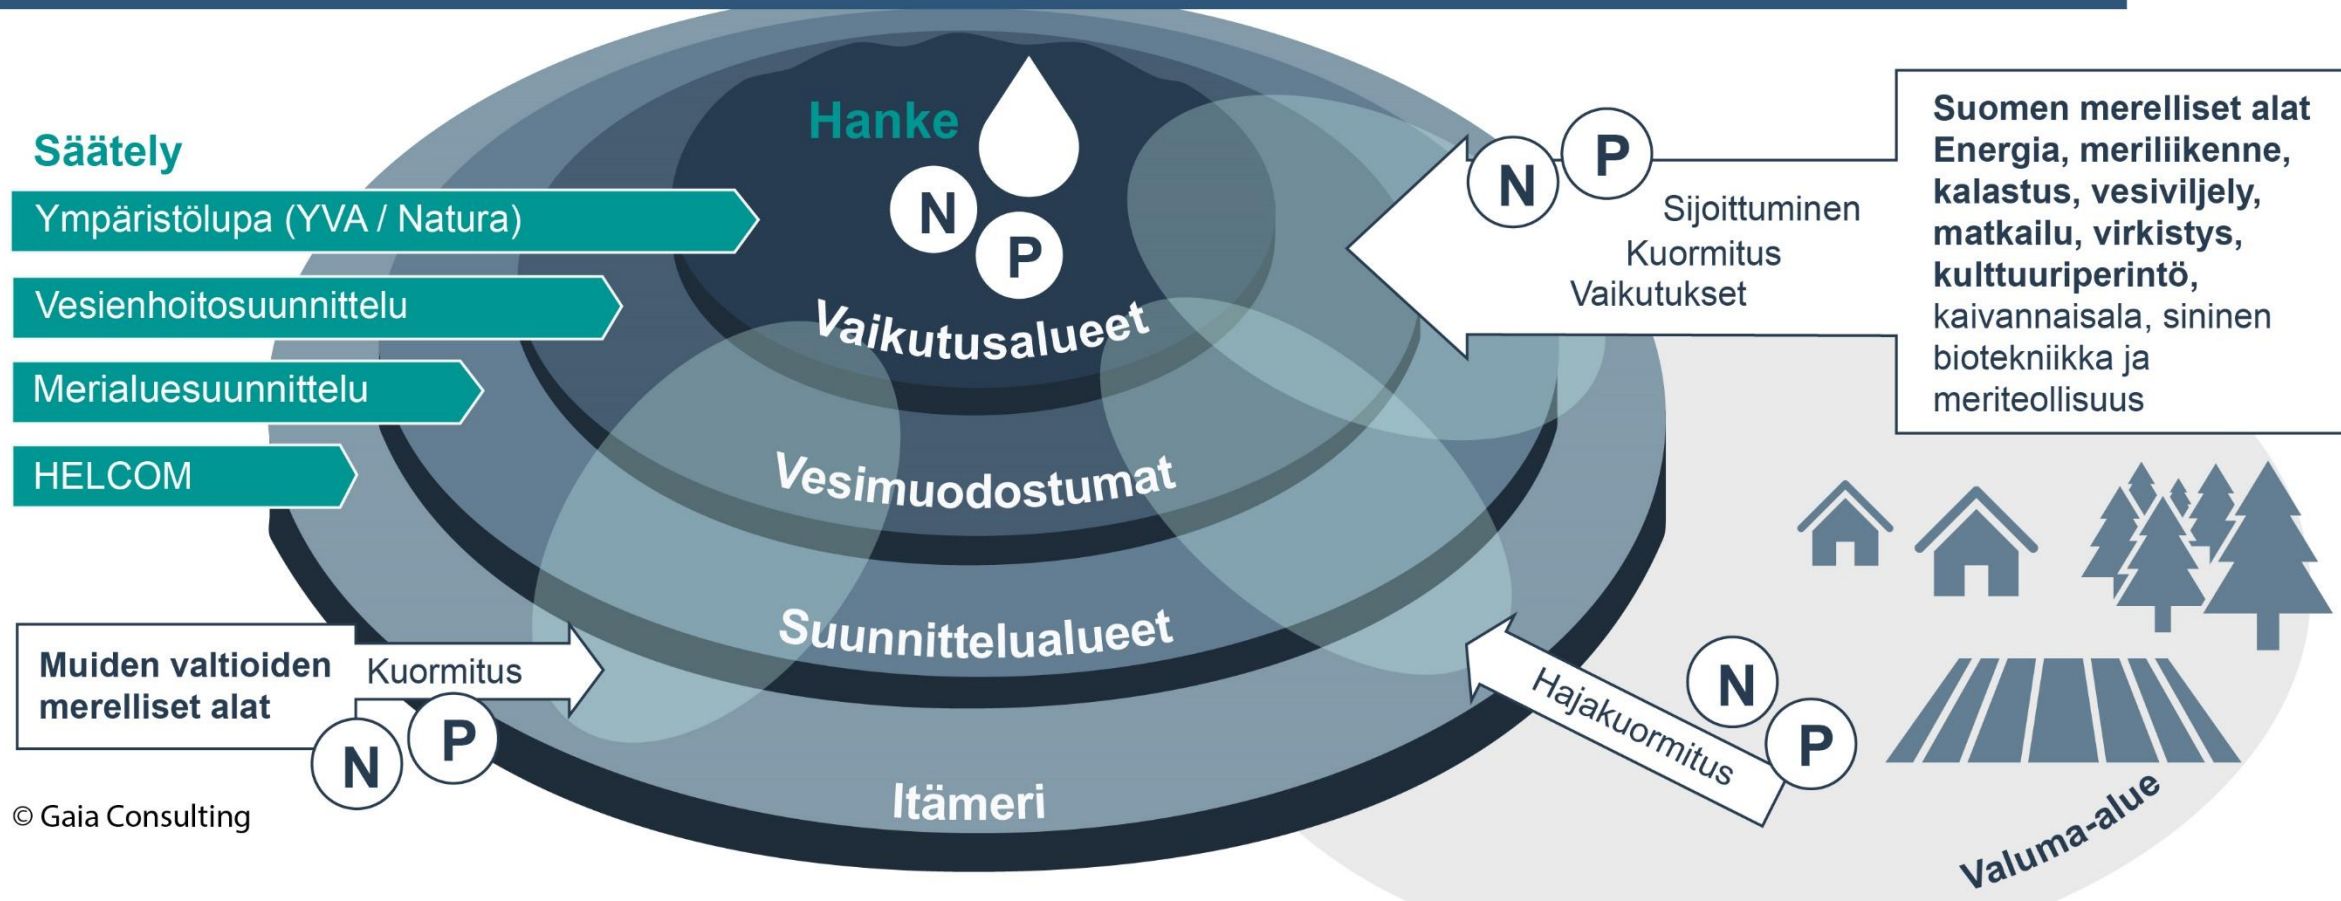 Säätely
Ympäristölupa (YVA / Natura)
Vesienhoitosuunnittelu
Merialuesuunnittelu
HELCOM
Hanke
N
P
Vaikutusalueet
Vesimuodostumat
Suunnittelualueet
Itämeri
N
P
Sijoittuminen
Kuormitus
Vaikutukset
Suomen merelliset alat
Energia, meriliikenne,
kalastus, vesiviljely,
matkailu, virkistys,
kulttuuriperintö,
kaivannaisala, sininen
biotekniikka ja
meriteollisuus
Muiden valtioiden
merelliset alat
Kuormitus
N
P
Hajakuormitus
N
P
Valuma-alue
© Gaia Consulting